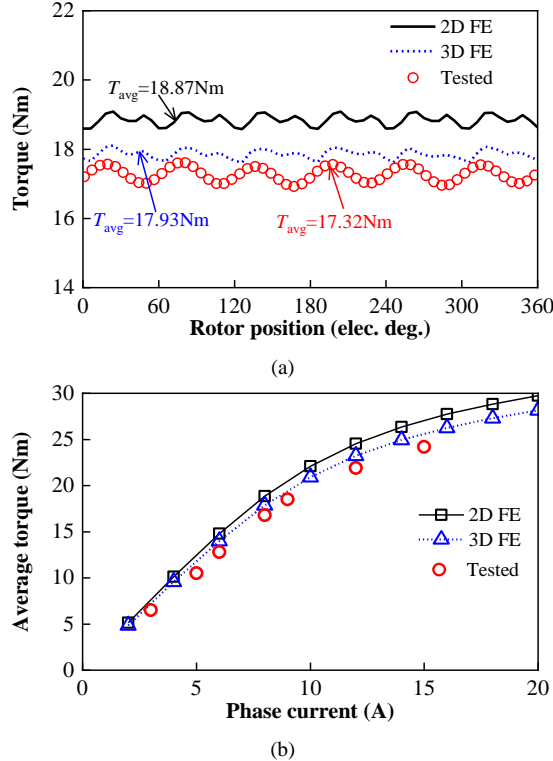 (a)
22
20
18
16
14
Torque (Nm)
2D FE
3D FE
Tested
Tavg=18.87Nm
Tavg=17.93Nm
Tavg=17.32Nm
0 60 120 180 240 300 360
Rotor position (elec. deg.)
(a)
30
25
20
15
10
5
0
Average torque (Nm)
2D FE
3D FE
Tested
0 5 10 15 20
Phase current (A)
(b)